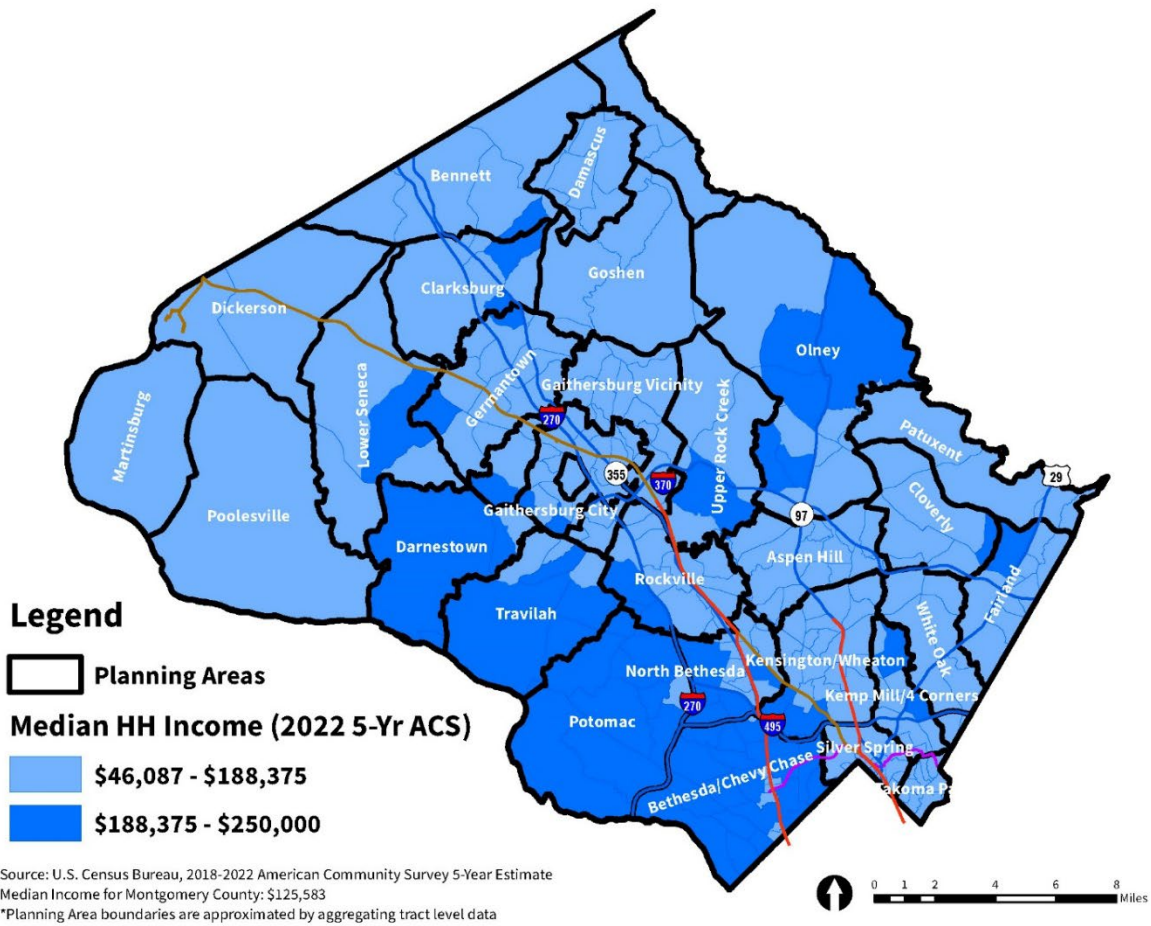 Damascus
Bennett
Goshen
Clarksburg
Dickerson
Olney
Germantown
Gaithersburg Vicinity
Lower Seneca
Martinsburg
270
Upper Rock Creek
Patuxent
355
370
29
Cloverly
Poolesville
Gaithersburg City
97
Darnestown
Aspen Hill
Rockville
Fairland
Travilah
White Oak
Kensington/Wheaton
North Bethesda
Kemp Mill/4 Corners
270
Potomac
495
Silver Spring
Bethesda/Chevy Chase
Takoma Pa
Legend
Planning Areas
Median HH Income (2022 5-Yr ACS)
$46,087 - $188,375
$188,375 - $250,000
Source: U.S. Census Bureau, 2018-2022 American Community Survey 5-Year Estimate
Median Income for Montgomery County: $125,583
*Planning Area boundaries are approximated by aggregating tract level data
0 1 2 4 6 8
Miles